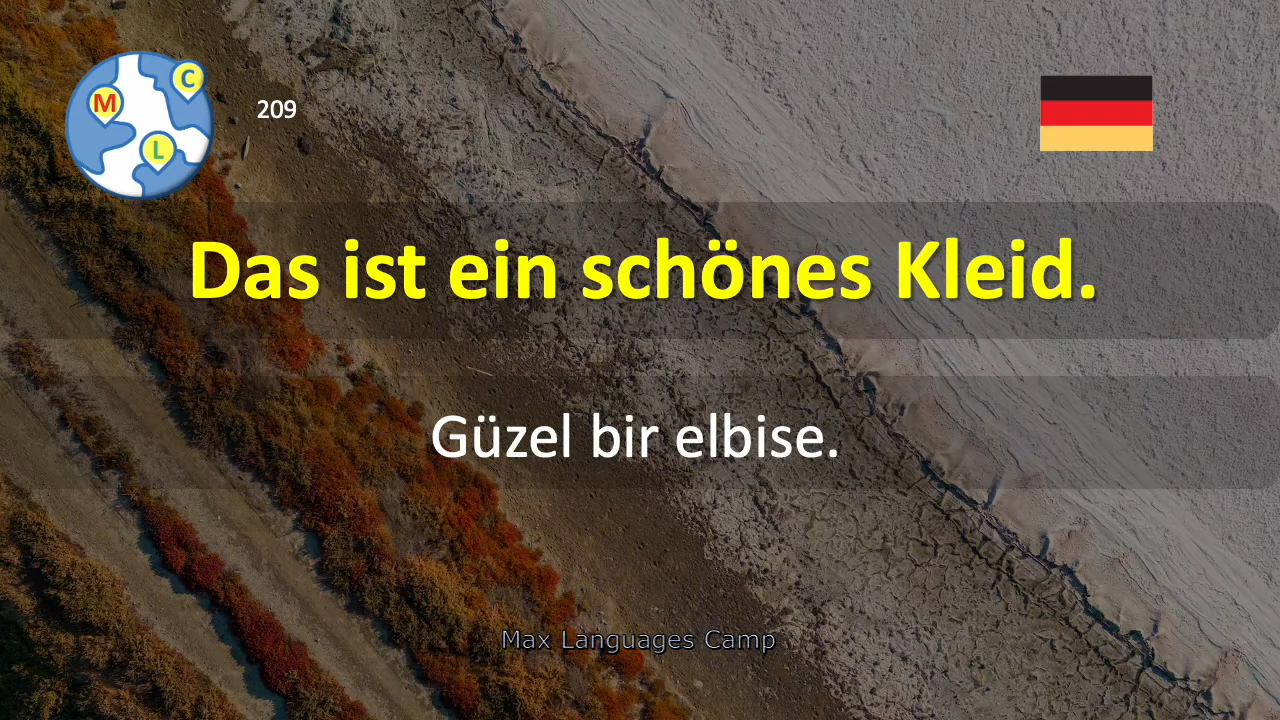 C
M
209
L
Das ist ein schönes Kleid.
Güzel bir elbise.
Max Languages Camp